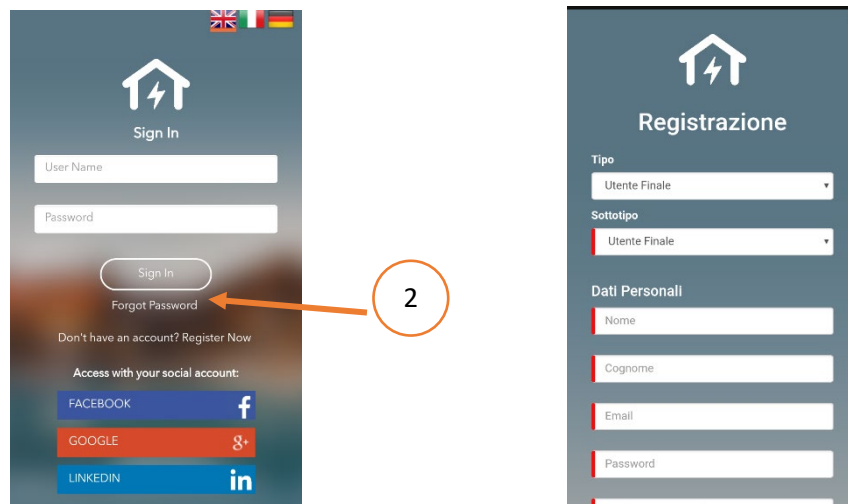 Sign In
User Name
Password
Sign In
Forgot Password
Don't have an account? Register Now
Access with your social account:
FACEBOOK f
GOOGLE g+
LINKEDIN in
2
Registrazione
Tipo
Utente Finale
Sottotipo
Utente Finale
Dati Personali
Nome
Cognome
Email
Password